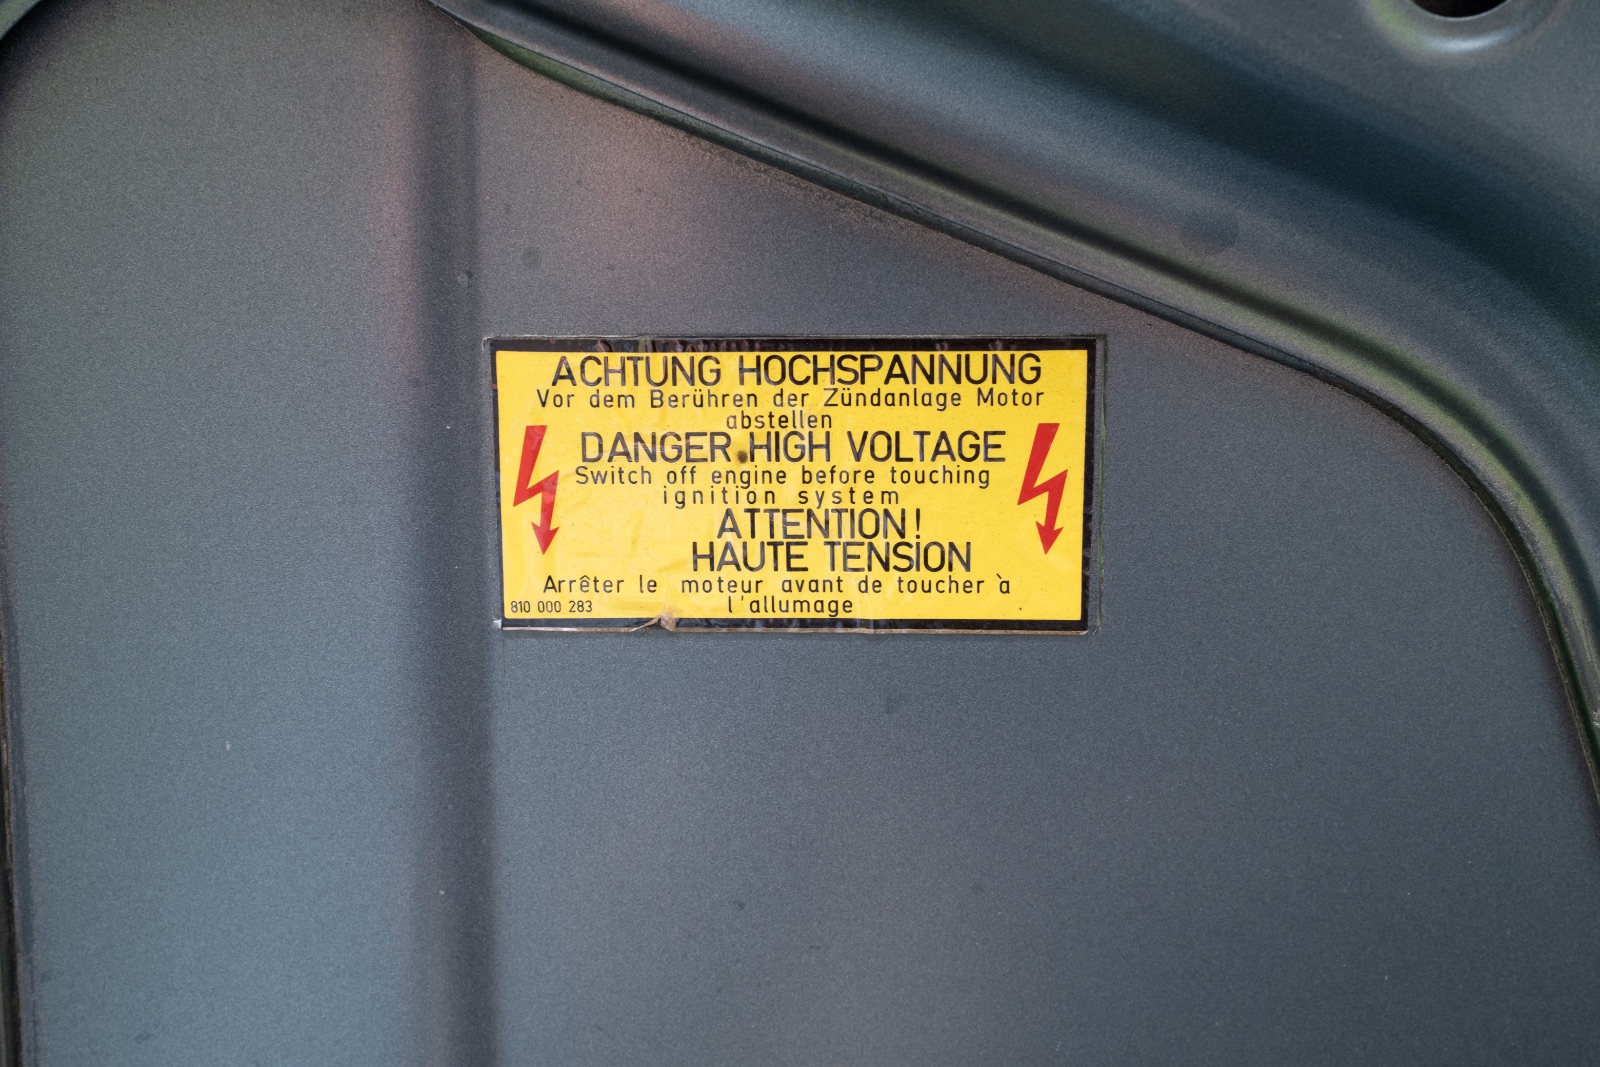 ACHTUNG HOCHSPANNUNG
Vor dem Berühren der Zündanlage Motor
abstellen
DANGER HIGH VOLTAGE
Switch off engine before touching
ignition system
ATTENTION!
HAUTE TENSION
Arrêter le moteur avant de toucher à
l'allumage
810 000 283